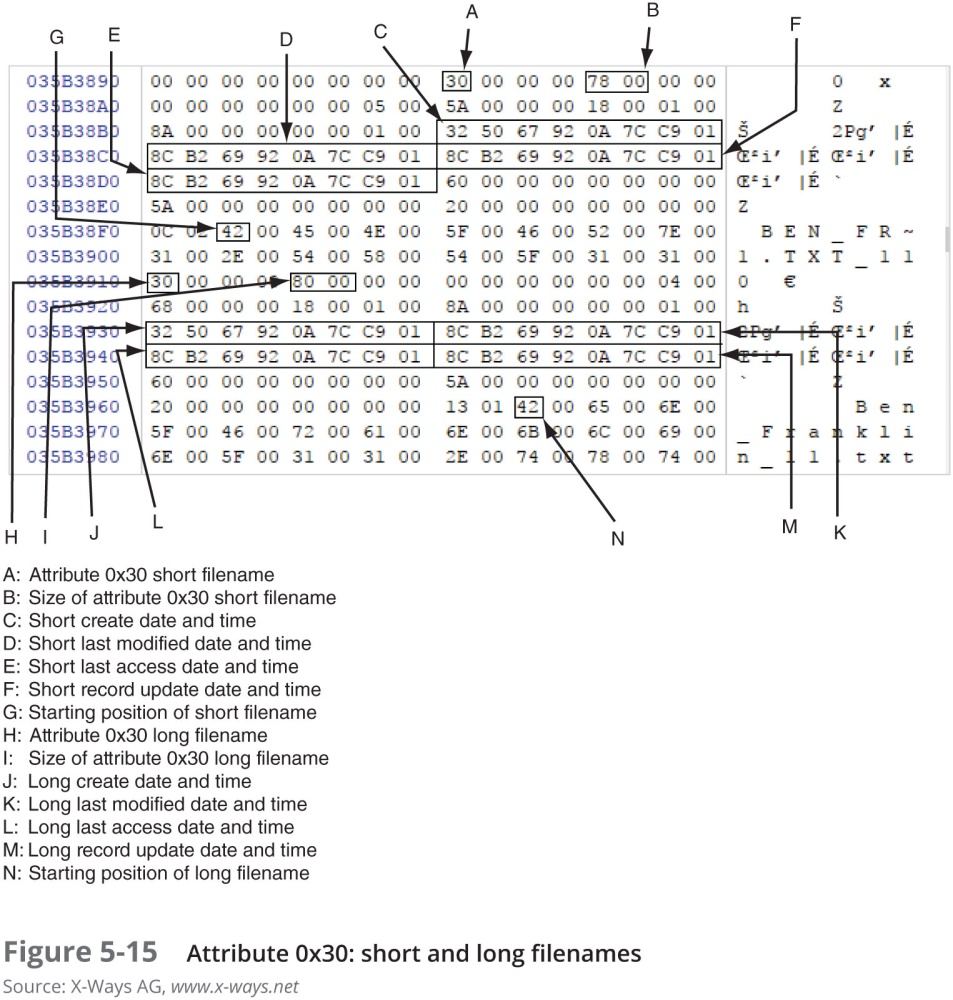 A
B
C
D
E
F
G
035B3890 00 00 00 00 00 00 00 00 30 00 00 00 78 00 00 00 0 x
035B38A0 00 00 00 00 00 00 05 00 5A 00 00 00 18 00 01 00 Z
035B38B0 8A 00 00 00 00 00 01 00 32 50 67 92 0A 7C C9 01 Š 2Pg’ |É
035B38C0 8C B2 69 92 0A 7C C9 01 8C B2 69 92 0A 7C C9 01 Œ²i’ |É Œ²i’ |É
035B38D0 8C B2 69 92 0A 7C C9 01 60 00 00 00 00 00 00 00 Œ²i’ |É `
035B38E0 5A 00 00 00 00 00 00 00 20 00 00 00 00 00 00 00 Z
035B38F0 0C 02 42 00 45 00 4E 00 5F 00 46 00 52 00 7E 00 B E N _ F R ~
035B3900 31 00 2E 00 54 00 58 00 54 00 5F 00 31 00 31 00 1 . T X T _ 1 1
035B3910 30 00 00 00 80 00 00 00 00 00 00 00 00 00 04 00 0 €
035B3920 68 00 00 00 18 00 01 00 8A 00 00 00 00 00 01 00 h Š
035B3930 32 50 67 92 0A 7C C9 01 8C B2 69 92 0A 7C C9 01 2Pg’ |É Œ²i’ |É
035B3940 8C B2 69 92 0A 7C C9 01 8C B2 69 92 0A 7C C9 01 Œ²i’ |É Œ²i’ |É
035B3950 60 00 00 00 00 00 00 00 5A 00 00 00 00 00 00 00 ` Z
035B3960 20 00 00 00 00 00 00 00 13 01 42 00 65 00 6E 00 B e n
035B3970 5F 00 46 00 72 00 61 00 6E 00 6B 00 6C 00 69 00 _ F r a n k l i
035B3980 6E 00 5F 00 31 00 31 00 2E 00 74 00 78 00 74 00 n _ 1 1 . t x t
H
I
J
L
N
M
K
A: Attribute 0x30 short filename
B: Size of attribute 0x30 short filename
C: Short create date and time
D: Short last modified date and time
E: Short last access date and time
F: Short record update date and time
G: Starting position of short filename
H: Attribute 0x30 long filename
I: Size of attribute 0x30 long filename
J: Long create date and time
K: Long last modified date and time
L: Long last access date and time
M: Long record update date and time
N: Starting position of long filename
Figure 5-15 Attribute 0x30: short and long filenames
Source: X-Ways AG, www.x-ways.net